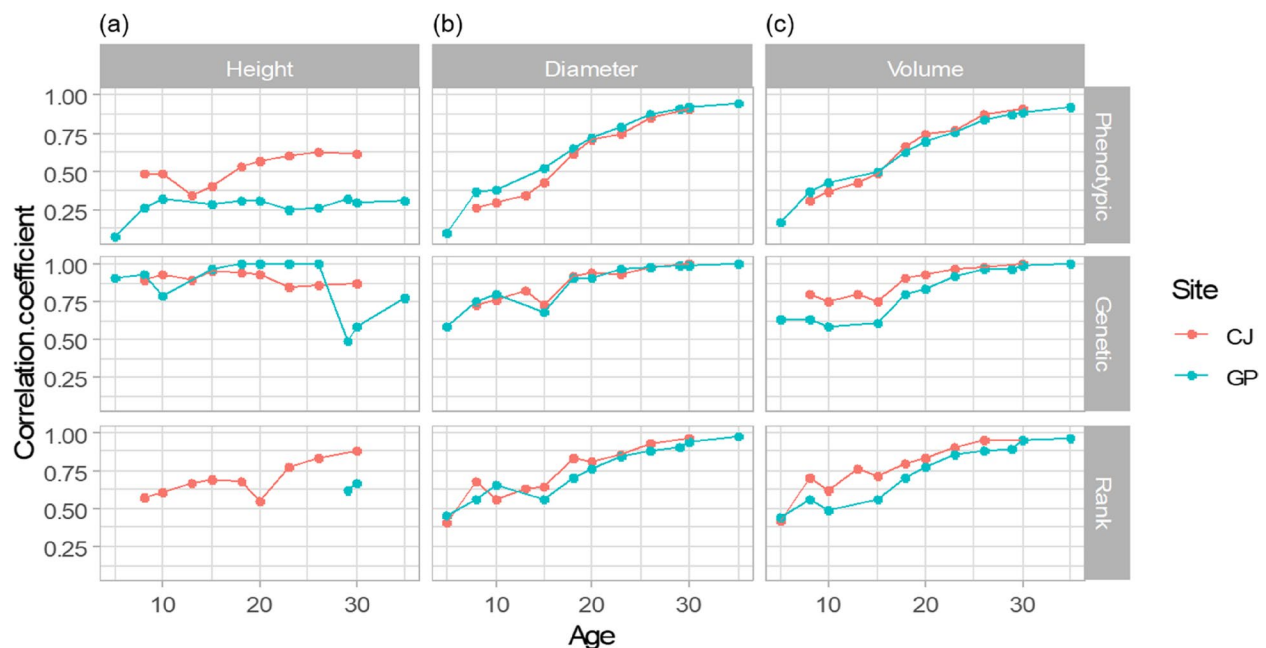 (a) (b) (c)
Height Diameter Volume
Correlation.coefficient
1.00
0.75
0.50
0.25
Phenotypic
1.00
0.75
0.50
0.25
Genetic
1.00
0.75
0.50
0.25
Rank
10 20 30 10 20 30 10 20 30
Age
Site
CJ
GP